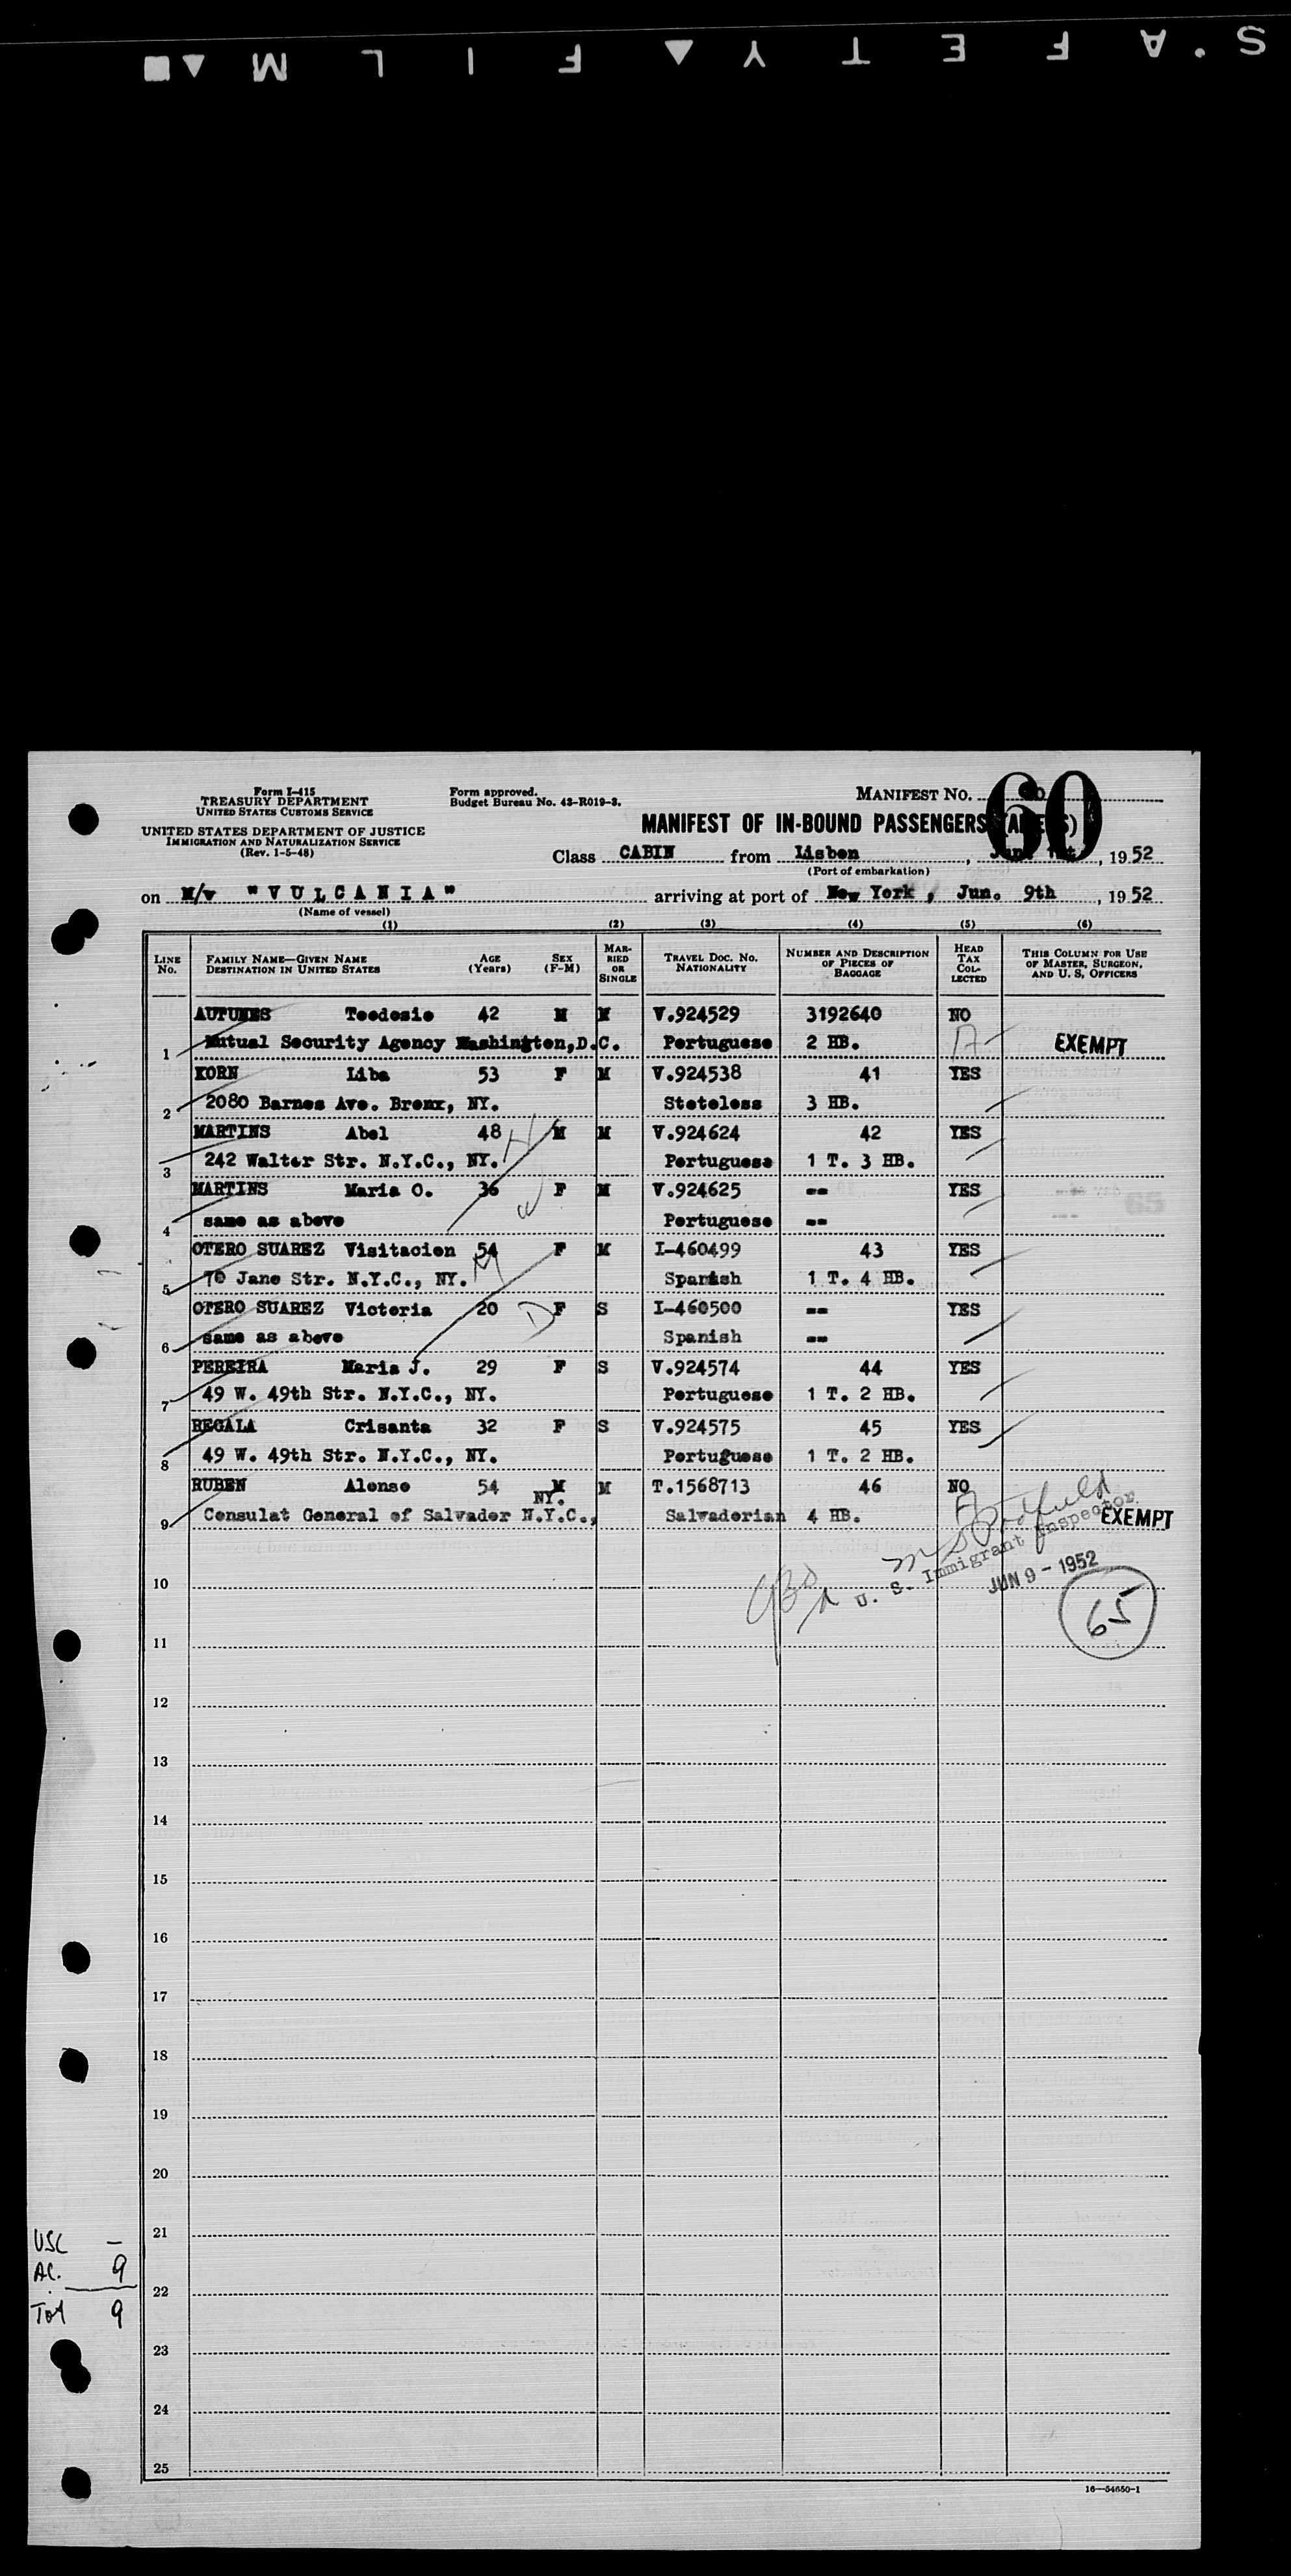 S'AFETY▲FILM▲■
Form I-415
TREASURY DEPARTMENT
UNITED STATES CUSTOMS SERVICE
UNITED STATES DEPARTMENT OF JUSTICE
IMMIGRATION AND NATURALIZATION SERVICE
(Rev. 1-5-48)
Form approved.
Budget Bureau No. 43-R019-3.
MANIFEST NO. 60
MANIFEST OF IN-BOUND PASSENGERS (ALIENS)
Class CABIN from Lisbon, Jun. 1st, 1952
(Port of embarkation)
on M/v "VULCANIA" arriving at port of New York, Jun. 9th, 1952
(Name of vessel)
(1) (2) (3) (4) (5) (6)
LINE NO. FAMILY NAME—GIVEN NAME DESTINATION IN UNITED STATES AGE (Years) SEX (F-M) MARRIED OR SINGLE TRAVEL DOC. NO. NATIONALITY NUMBER AND DESCRIPTION OF PIECES OF BAGGAGE HEAD TAX COLLECTED THIS COLUMN FOR USE OF MASTER, SURGEON, AND U. S. OFFICERS
AUTUNES Teodosio 42 M M V.924529 3192640 NO
1 Mutual Security Agency Washington,D.C. Portuguese 2 HB. EXEMPT
KORN Liba 53 F M V.924538 41 YES
2 2080 Barnes Ave. Bronx, NY. Stateless 3 HB.
MARTINS Abel 48 H M M V.924624 42 YES
3 242 Walter Str. N.Y.C., NY. Portuguese 1 T. 3 HB.
MARTINS Maria O. 36 W F M V.924625 -- YES
4 same as above Portuguese --
OTERO SUAREZ Visitacion 54 M F M I-460499 43 YES
5 70 Jane Str. N.Y.C., NY. Spanish 1 T. 4 HB.
OTERO SUAREZ Victoria 20 D F S I-460500 -- YES
6 same as above Spanish --
PEREIRA Maria J. 29 F S V.924574 44 YES
7 49 W. 49th Str. N.Y.C., NY. Portuguese 1 T. 2 HB.
REGALA Crisanta 32 F S V.924575 45 YES
8 49 W. 49th Str. N.Y.C., NY. Portuguese 1 T. 2 HB.
RUBEN Alonso 54 M M T.1568713 46 NO
9 Consulat General of Salvador N.Y.C., NY. Salvadorian 4 HB. EXEMPT
U. S. Immigrant Inspector
JUN 9 - 1952
65
10
11
12
13
14
15
16
17
18
19
20
21
USC —
AC. 9
22
Tot 9
23
24
25
16—54650-1